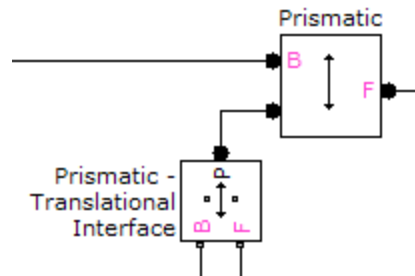 Prismatic
B
F
Prismatic -
Translational
Interface
P
B F